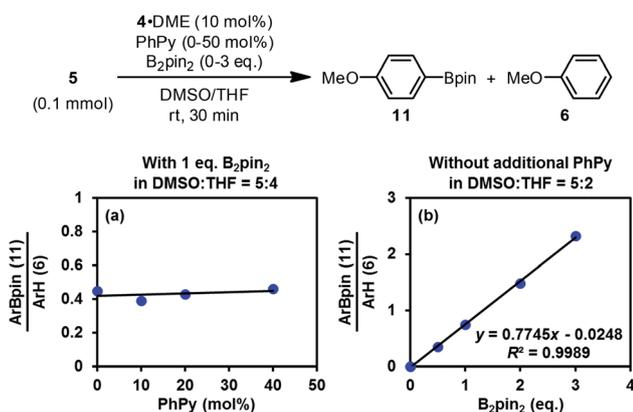 4•DME (10 mol%)
PhPy (0-50 mol%)
B₂pin₂ (0-3 eq.)
5
(0.1 mmol)
DMSO/THF
rt, 30 min
MeO
Bpin
+
MeO
11
6
With 1 eq. B₂pin₂
in DMSO:THF = 5:4
(a)
ArBpin (11)
ArH (6)
1
0.8
0.6
0.4
0.2
0
0 10 20 30 40 50
PhPy (mol%)
Without additional PhPy
in DMSO:THF = 5:2
(b)
ArBpin (11)
ArH (6)
3
2
1
0
y = 0.7745x - 0.0248
R² = 0.9989
0 1 2 3 4
B₂pin₂ (eq.)